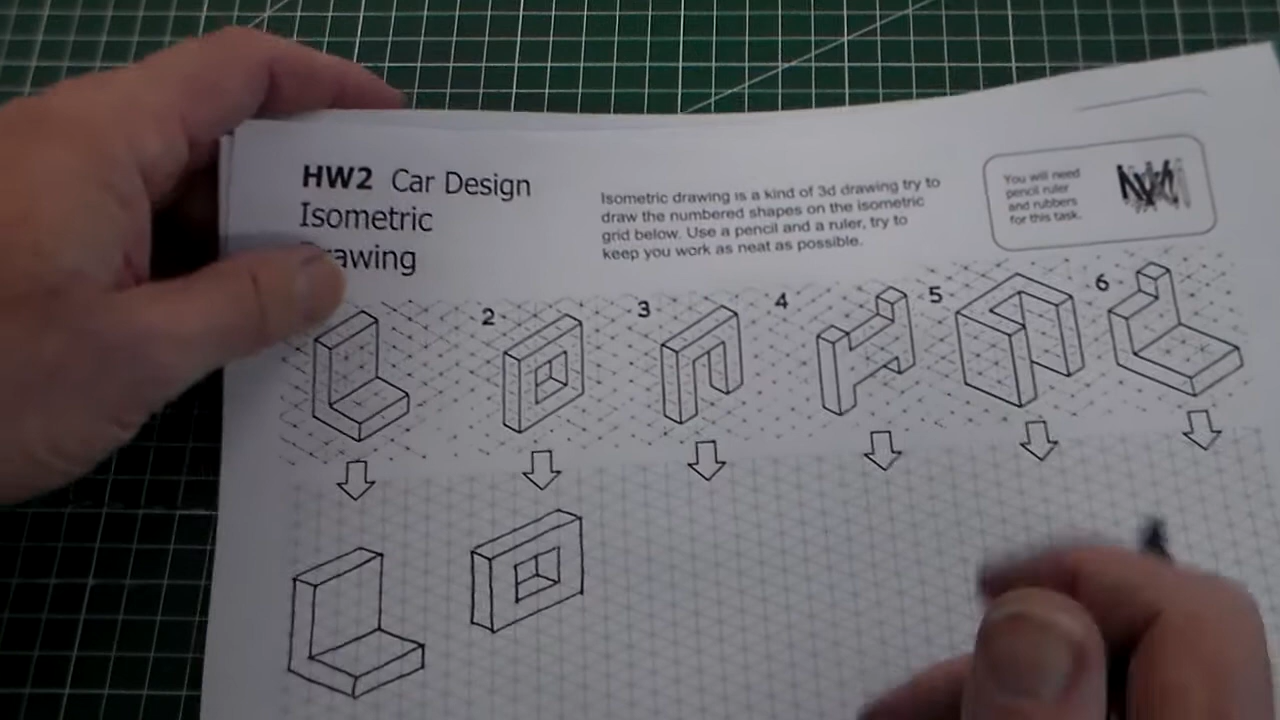 HW2 Car Design
Isometric
awing
Isometric drawing is a kind of 3d drawing try to
draw the numbered shapes on the isometric
grid below. Use a pencil and a ruler, try to
keep you work as neat as possible.
You will need
pencil ruler
and rubbers
for this task.
2
3
4
5
6